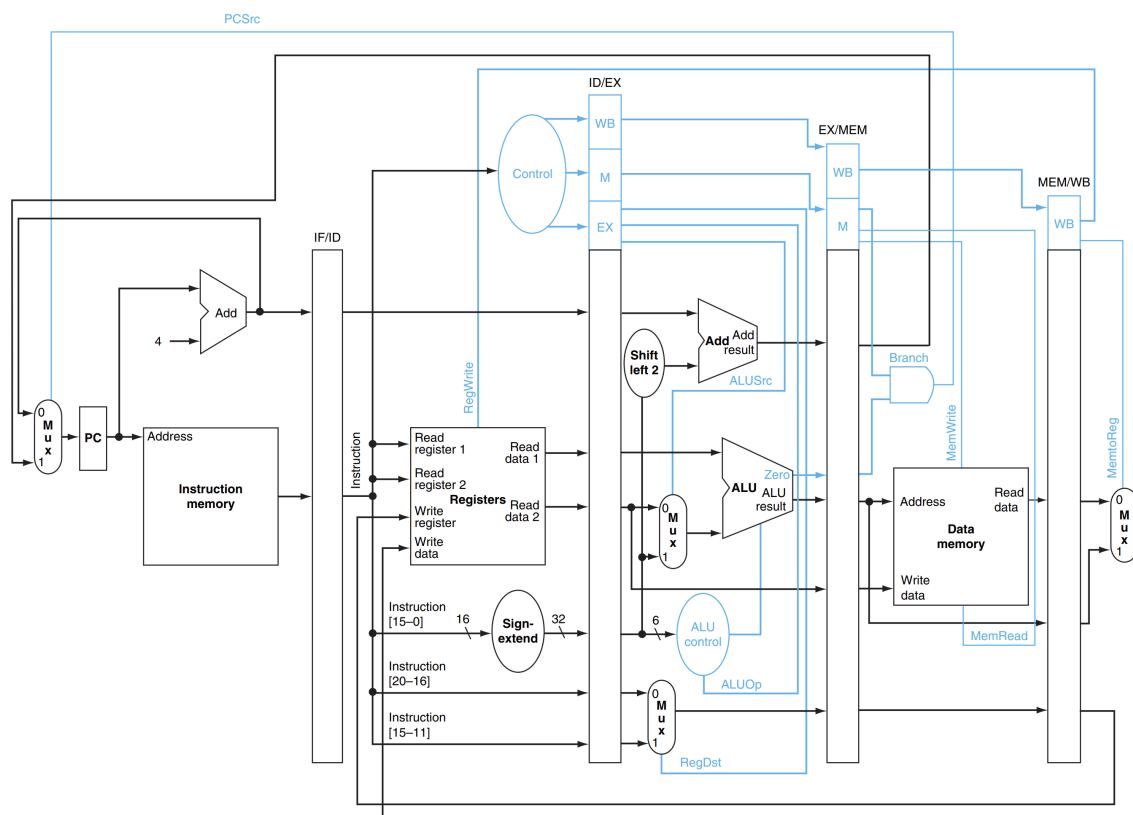 PCSrc
ID/EX
WB
EX/MEM
Control
M
WB
MEM/WB
EX
M
WB
IF/ID
Add
4
Shift
left 2
Add
Add
result
Branch
ALUSrc
RegWrite
MemWrite
MemtoReg
0
M
u
x
1
PC
Address
Instruction
memory
Instruction
Read
register 1
Read
register 2
Registers
Write
register
Write
data
Read
data 1
Read
data 2
0
M
u
x
1
Zero
ALU
ALU
result
Address
Read
data
Data
memory
Write
data
0
M
u
x
1
Instruction
[15–0]
16
Sign-
extend
32
6
ALU
control
MemRead
Instruction
[20–16]
ALUOp
Instruction
[15–11]
0
M
u
x
1
RegDst